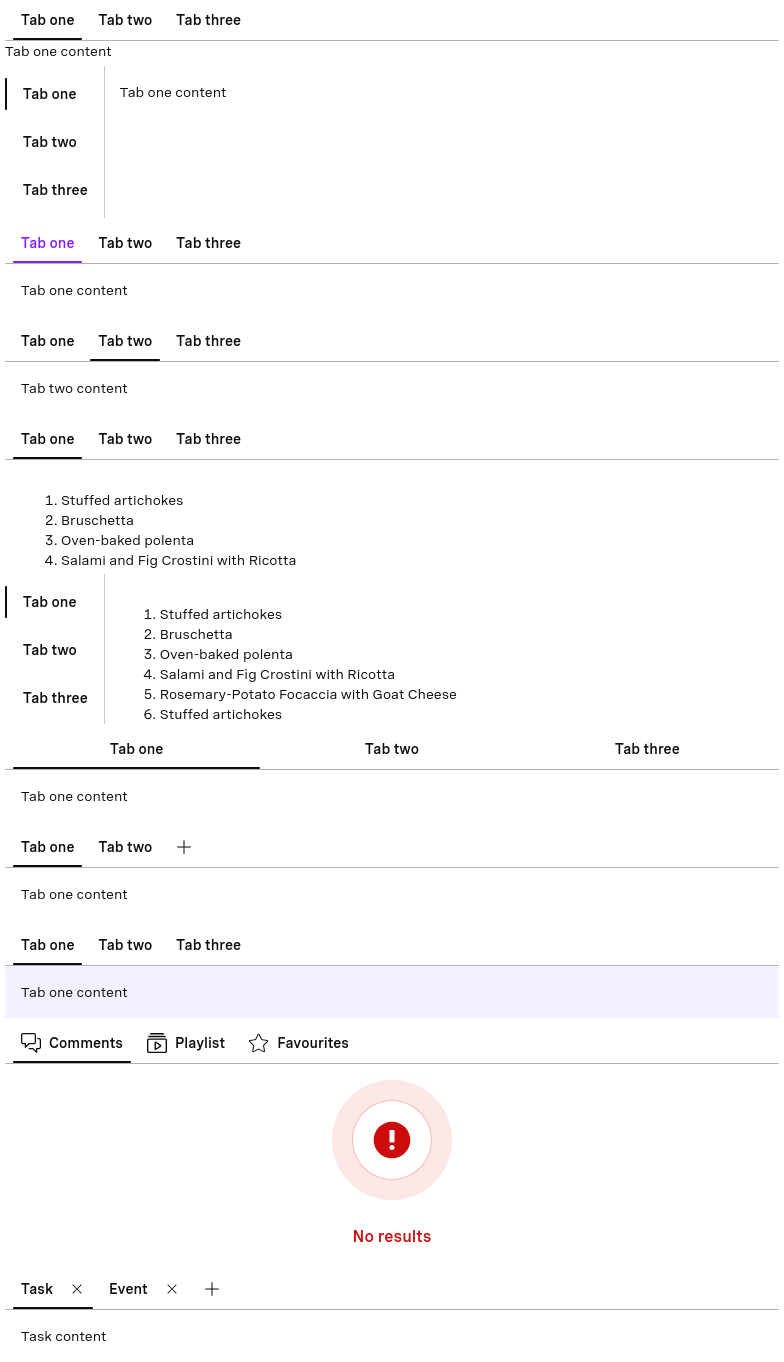 Tab one Tab two Tab three
Tab one content
Tab one
Tab one content
Tab two
Tab three
Tab one Tab two Tab three
Tab one content
Tab one Tab two Tab three
Tab two content
Tab one Tab two Tab three
1. Stuffed artichokes
2. Bruschetta
3. Oven-baked polenta
4. Salami and Fig Crostini with Ricotta
Tab one
Tab two
Tab three
1. Stuffed artichokes
2. Bruschetta
3. Oven-baked polenta
4. Salami and Fig Crostini with Ricotta
5. Rosemary-Potato Focaccia with Goat Cheese
6. Stuffed artichokes
Tab one Tab two Tab three
Tab one content
Tab one Tab two
Tab one content
Tab one Tab two Tab three
Tab one content
Comments Playlist Favourites
No results
Task Event
Task content